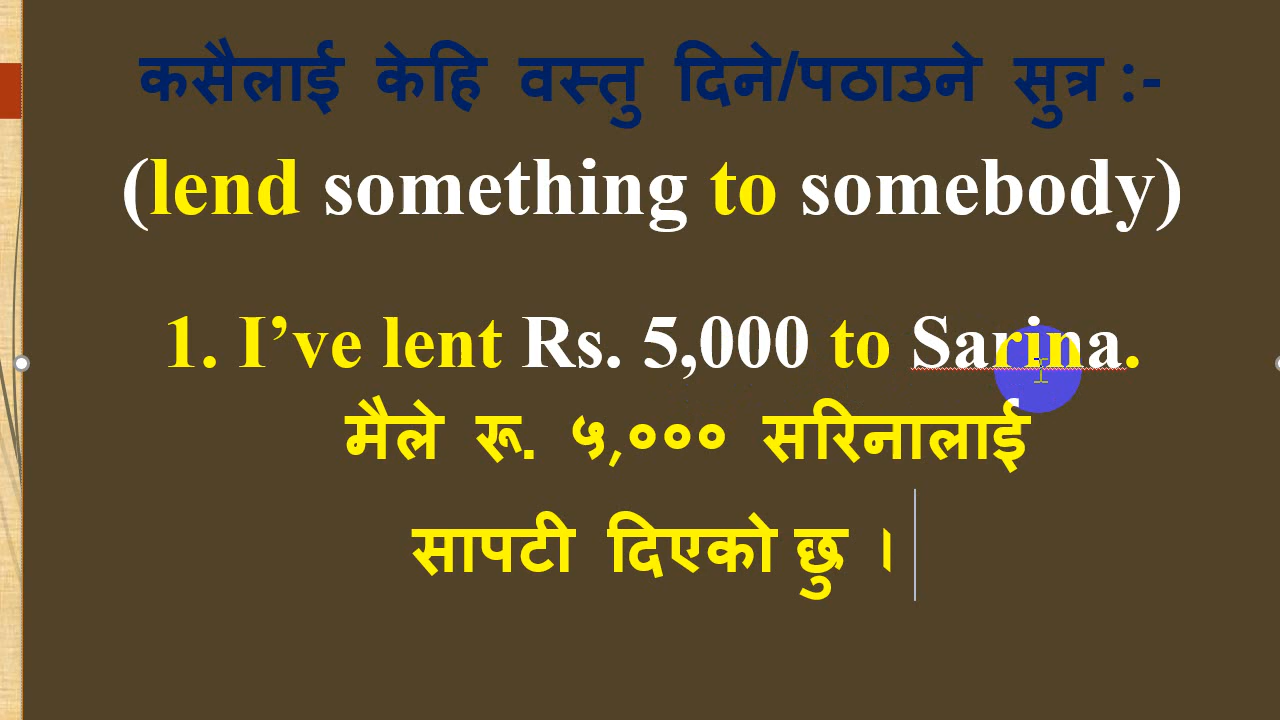 कसैलाई केहि वस्तु दिने/पठाउने सुत्र :-
(lend something to somebody)
1. I’ve lent Rs. 5,000 to Sarina.
मैले रू. ५,००० सरिनालाई
सापटी दिएको छु ।